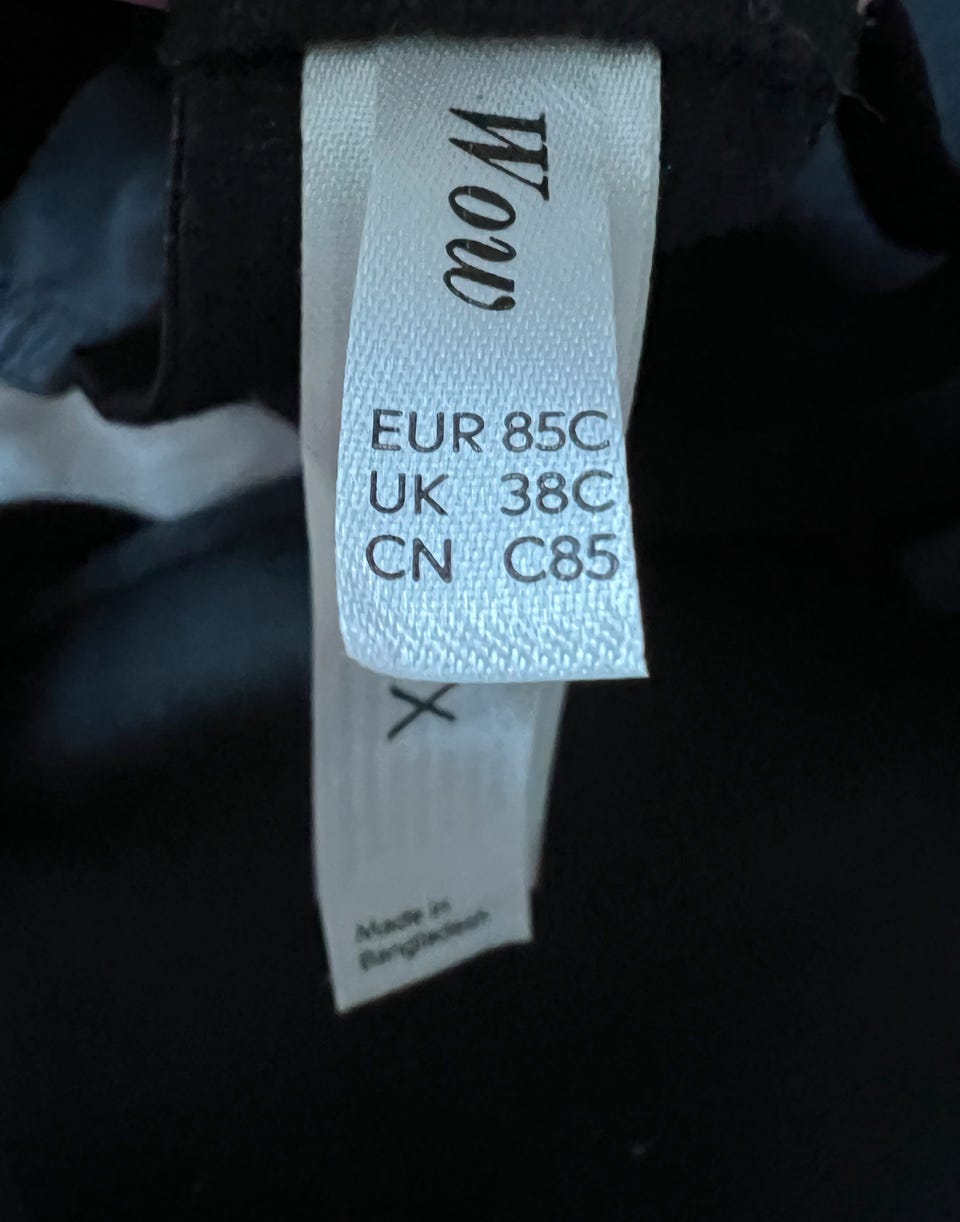 Wow
EUR 85C
UK 38C
CN C85
X
Made in
Bangladesh